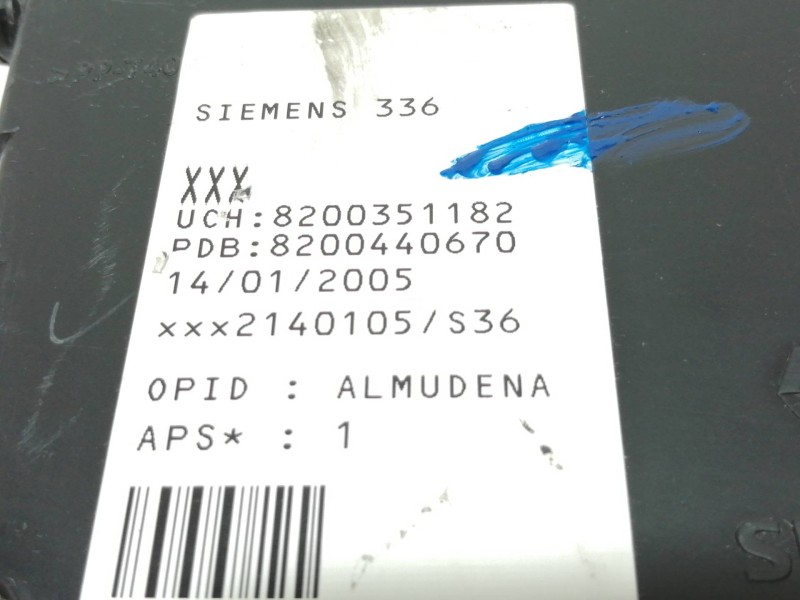 SIEMENS 336
XXX
UCH:8200351182
PDB:8200440670
14/01/2005
xxx2140105/S36
OPID : ALMUDENA
APS* : 1